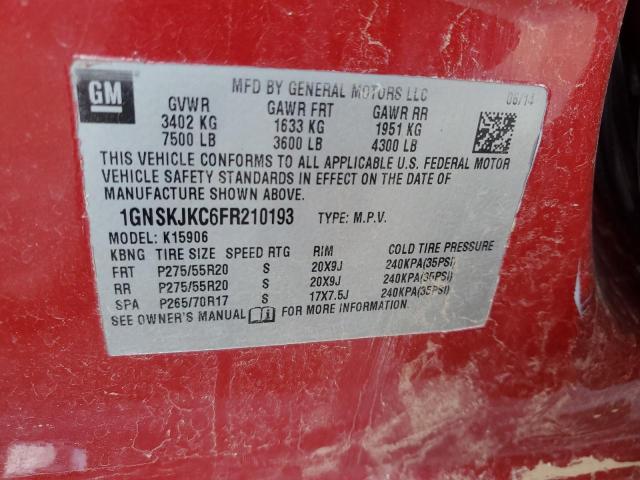 GM
MFD BY GENERAL MOTORS LLC 06/14
GVWR GAWR FRT GAWR RR
3402 KG 1633 KG 1951 KG
7500 LB 3600 LB 4300 LB
THIS VEHICLE CONFORMS TO ALL APPLICABLE U.S. FEDERAL MOTOR
VEHICLE SAFETY STANDARDS IN EFFECT ON THE DATE OF
MANUFACTURE SHOWN ABOVE.
1GNSKJKC6FR210193 TYPE: M.P.V.
MODEL: K15906
KBNG TIRE SIZE SPEED RTG RIM COLD TIRE PRESSURE
FRT P275/55R20 S 20X9J 240KPA(35PSI)
RR P275/55R20 S 20X9J 240KPA(35PSI)
SPA P265/70R17 S 17X7.5J 240KPA(35PSI)
SEE OWNER'S MANUAL FOR MORE INFORMATION.